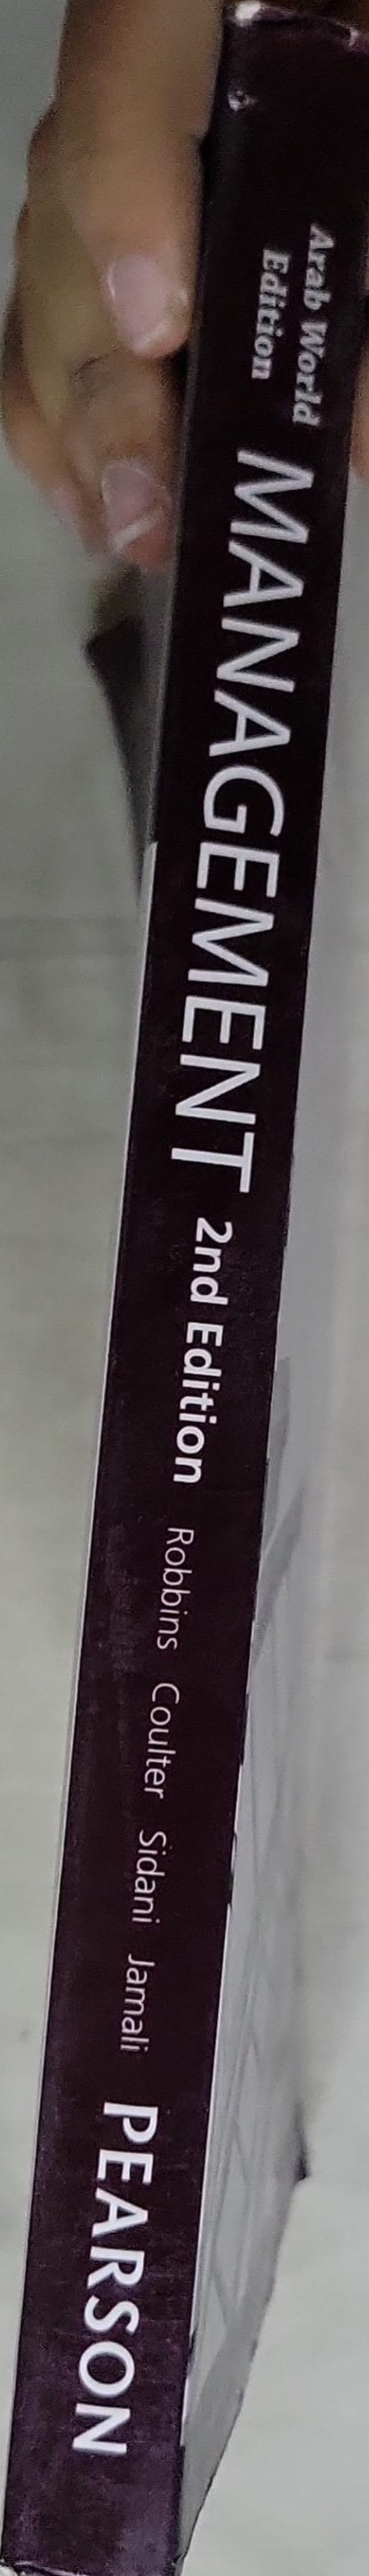 Arab World
Edition
MANAGEMENT 2nd Edition Robbins Coulter Sidani Jamali PEARSON